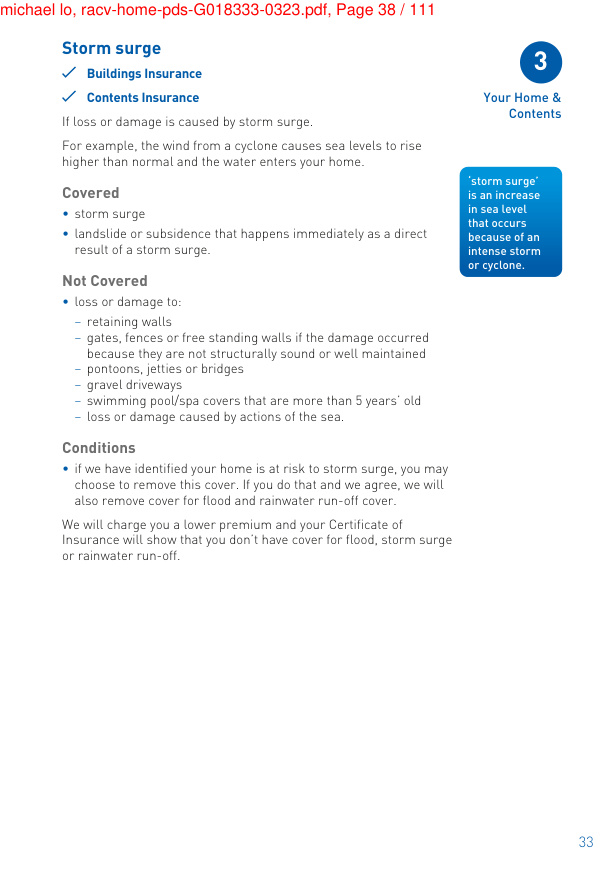 michael lo, racv-home-pds-G018333-0323.pdf, Page 38 / 111
Storm surge
✓ Buildings Insurance
✓ Contents Insurance
If loss or damage is caused by storm surge.
For example, the wind from a cyclone causes sea levels to rise
higher than normal and the water enters your home.
Covered
• storm surge
• landslide or subsidence that happens immediately as a direct
result of a storm surge.
Not Covered
• loss or damage to:
– retaining walls
– gates, fences or free standing walls if the damage occurred
because they are not structurally sound or well maintained
– pontoons, jetties or bridges
– gravel driveways
– swimming pool/spa covers that are more than 5 years’ old
– loss or damage caused by actions of the sea.
Conditions
• if we have identified your home is at risk to storm surge, you may
choose to remove this cover. If you do that and we agree, we will
also remove cover for flood and rainwater run-off cover.
We will charge you a lower premium and your Certificate of
Insurance will show that you don’t have cover for flood, storm surge
or rainwater run-off.
3
Your Home &
Contents
‘storm surge’
is an increase
in sea level
that occurs
because of an
intense storm
or cyclone.
33